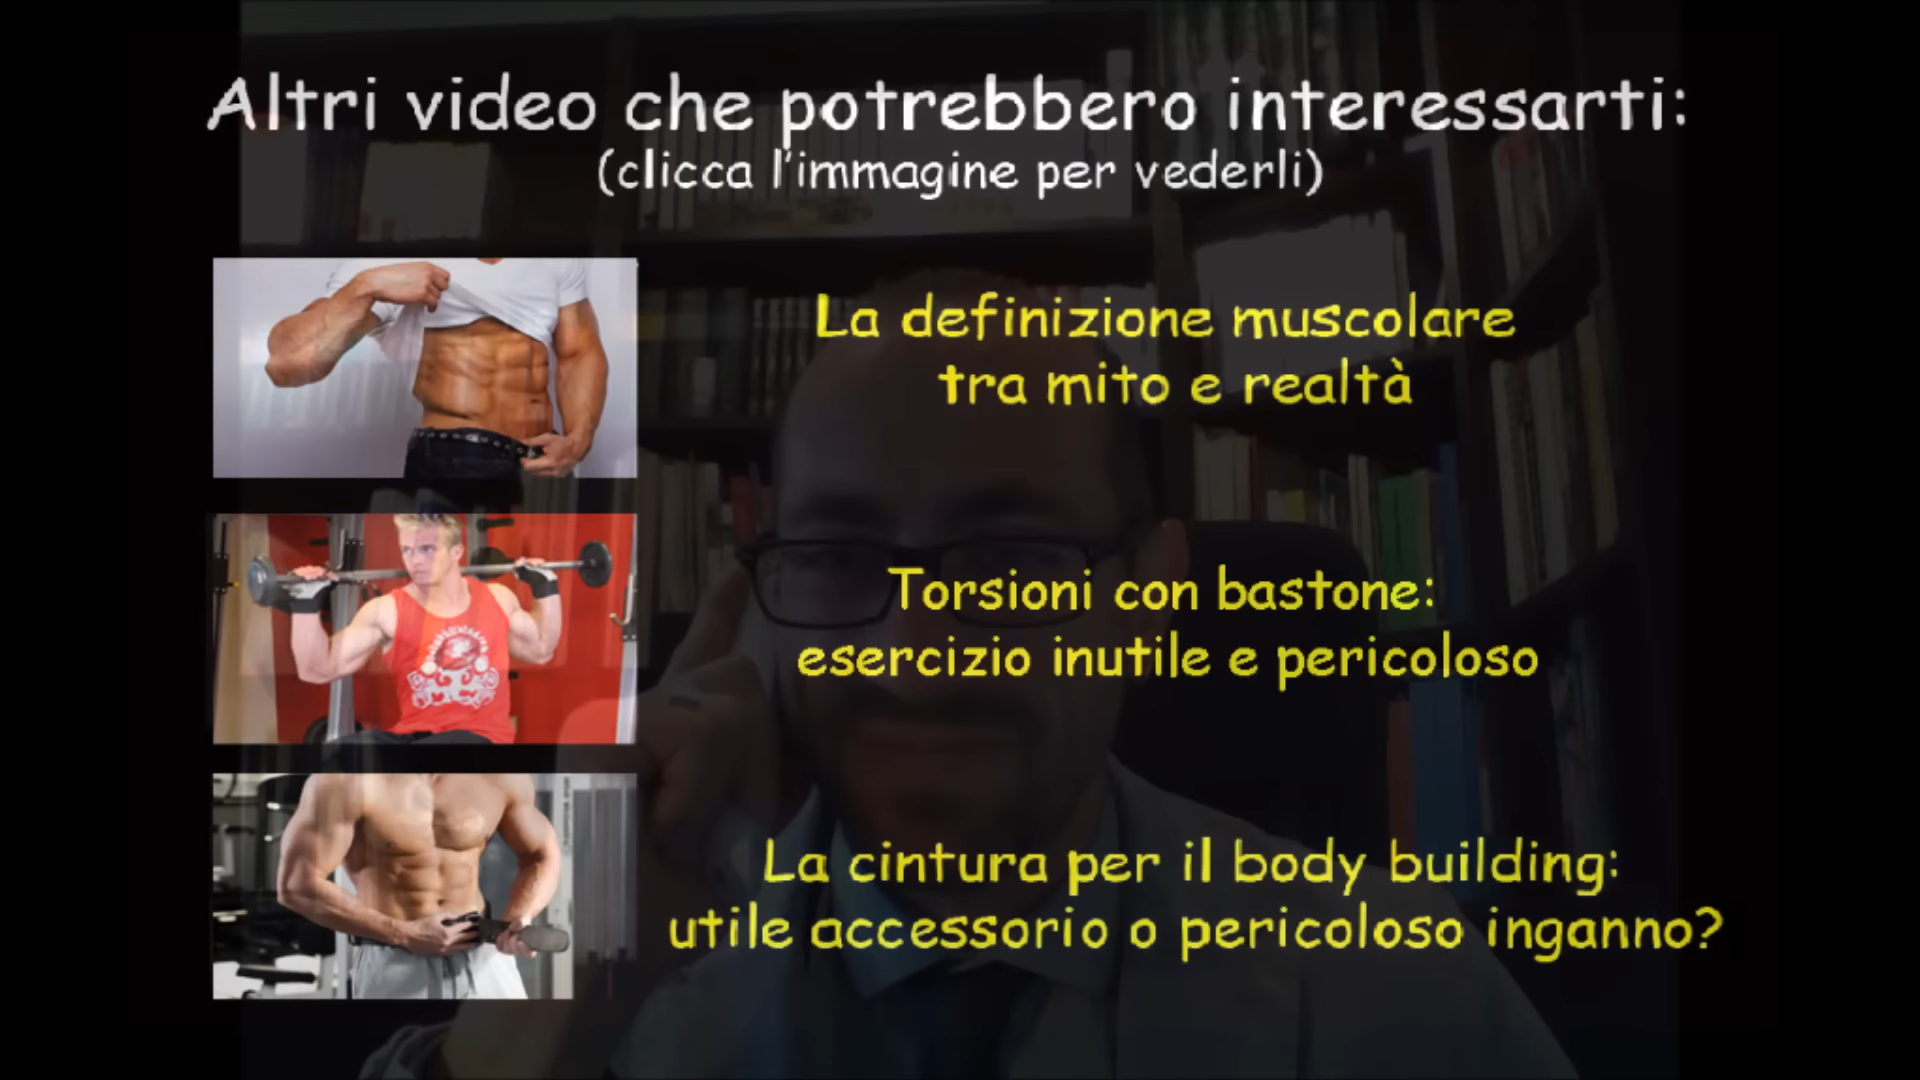 Altri video che potrebbero interessarti:
(clicca l'immagine per vederli)
La definizione muscolare
tra mito e realtà
Torsioni con bastone:
esercizio inutile e pericoloso
La cintura per il body building:
utile accessorio o pericoloso inganno?